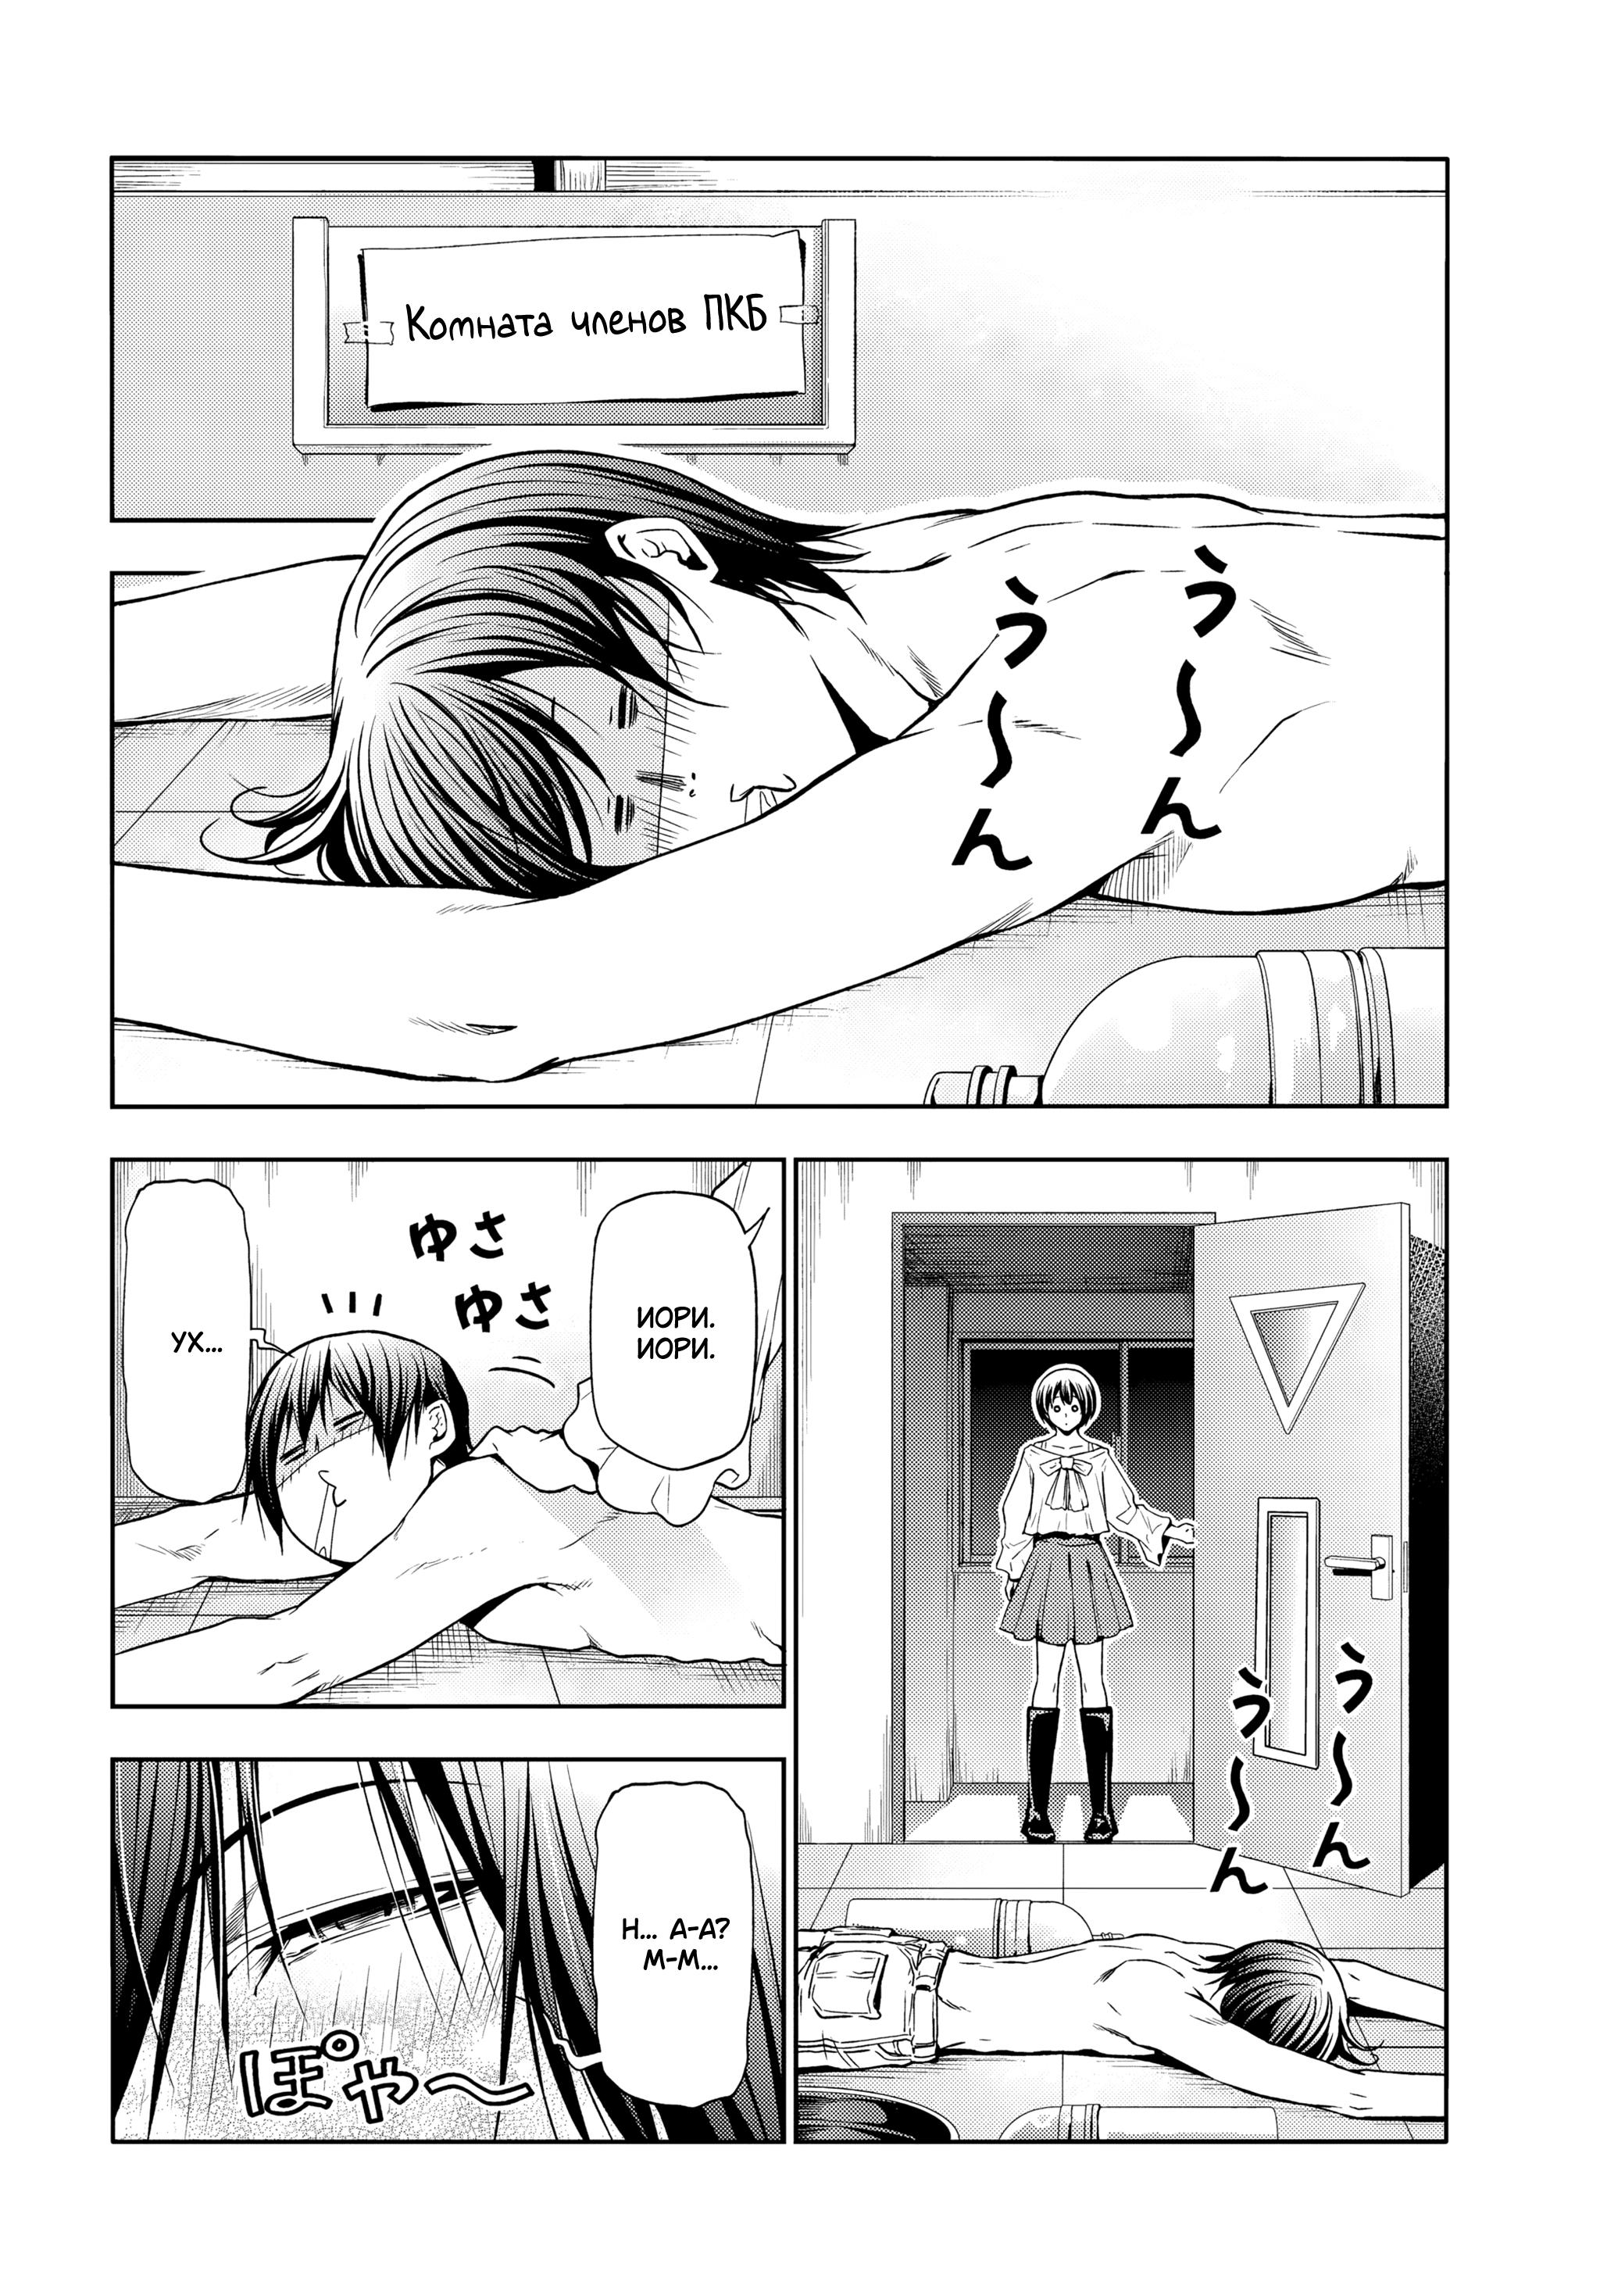 Комната членов ПКБ
う～ん
う～ん
う～ん
う～ん
ИОРИ.
ИОРИ.
ゆさ
ゆさ
УХ...
Н... А-А?
М-М...
ぽや～